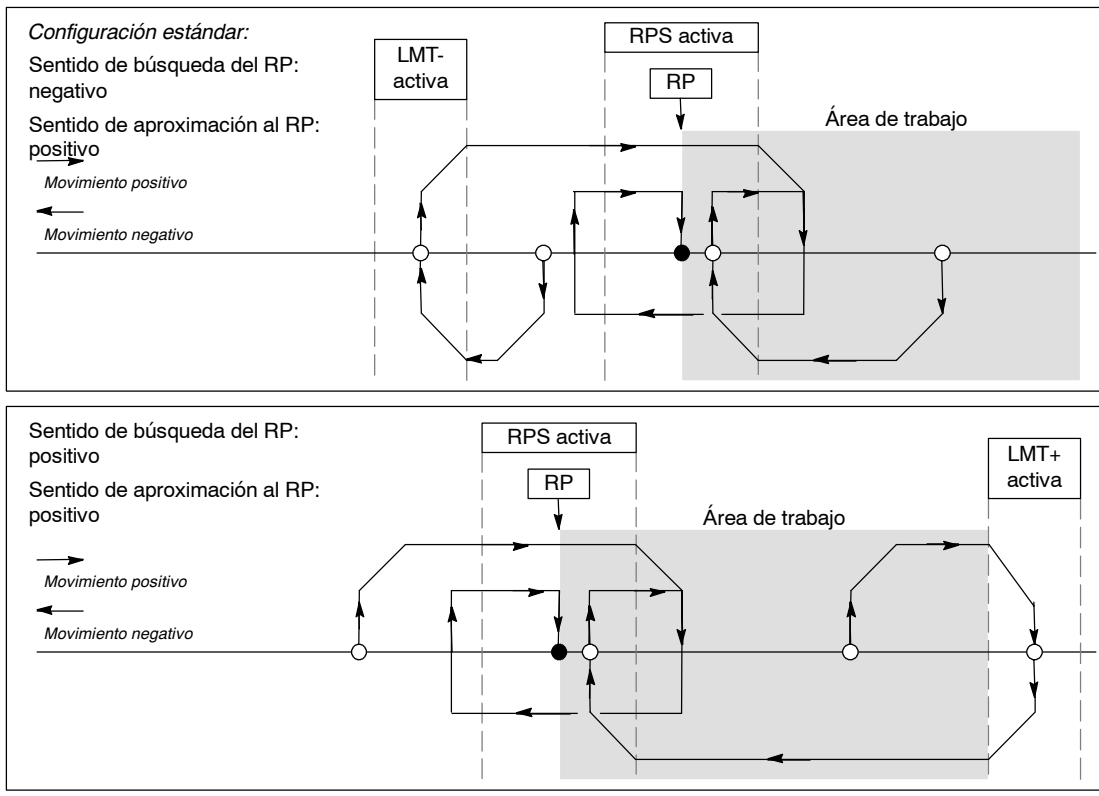 Configuración estándar:
Sentido de búsqueda del RP:
negativo
Sentido de aproximación al RP:
positivo
Movimiento positivo
Movimiento negativo
LMT-
activa
RPS activa
RP
Área de trabajo
Sentido de búsqueda del RP:
positivo
Sentido de aproximación al RP:
positivo
Movimiento positivo
Movimiento negativo
RPS activa
RP
Área de trabajo
LMT+
activa